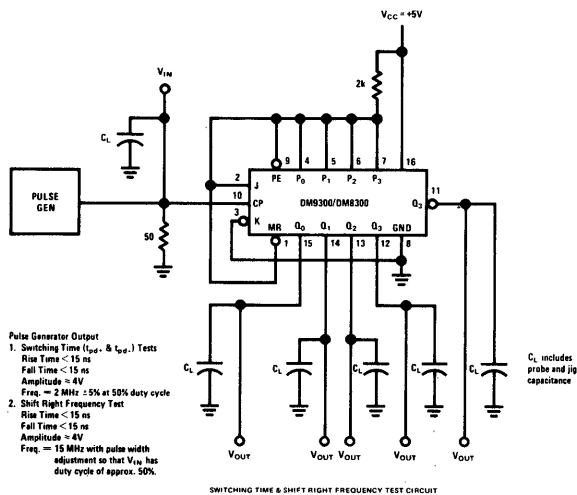 VCC = +5V
2k
VIN
CL
9 4 5 6 7 16
PE P0 P1 P2 P3
PULSE
GEN
2 J
10 CP
3 K
DM9300/DM8300
Q3 11
MR Q0 Q1 Q2 Q3 GND
1 15 14 13 12 8
50
CL CL CL CL CL
CL includes
probe and jig
capacitance
VOUT VOUT VOUT VOUT VOUT
Pulse Generator Output
1. Switching Time (tpd+ & tpd-) Tests
Rise Time < 15 ns
Fall Time < 15 ns
Amplitude ≈ 4V
Freq. = 2 MHz ±5% at 50% duty cycle
2. Shift Right Frequency Test
Rise Time < 15 ns
Fall Time < 15 ns
Amplitude ≈ 4V
Freq. = 15 MHz with pulse width
adjustment so that VIN has
duty cycle of approx. 50%.
SWITCHING TIME & SHIFT RIGHT FREQUENCY TEST CIRCUIT